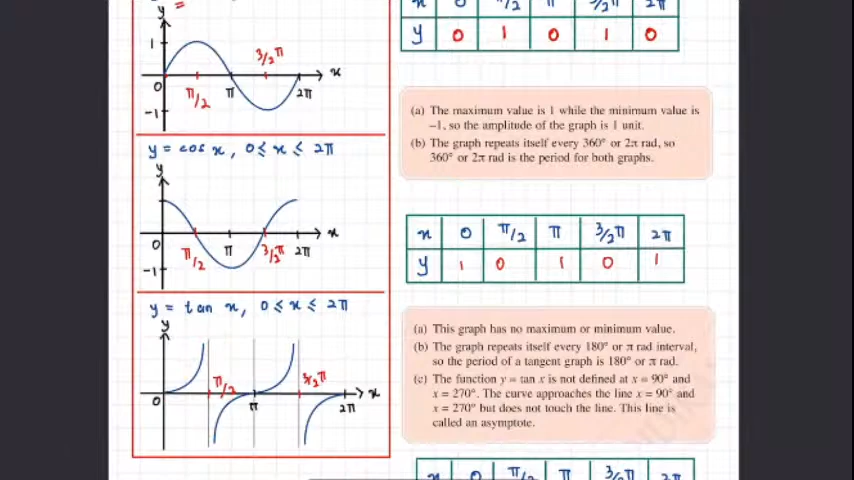 y =
1
0
-1
π/2
π
3/2 π
2π
x
y = cos x, 0 ≤ x ≤ 2π
y
0
-1
π/2
π
3/2 π
2π
x
y = tan x, 0 ≤ x ≤ 2π
y
0
π/2
π
3/2 π
2π
x
x 0 π/2 π 3/2 π 2π
y 0 1 0 1 0
(a) The maximum value is 1 while the minimum value is
–1, so the amplitude of the graph is 1 unit.
(b) The graph repeats itself every 360° or 2π rad, so
360° or 2π rad is the period for both graphs.
x 0 π/2 π 3/2 π 2π
y 1 0 1 0 1
(a) This graph has no maximum or minimum value.
(b) The graph repeats itself every 180° or π rad interval,
so the period of a tangent graph is 180° or π rad.
(c) The function y = tan x is not defined at x = 90° and
x = 270°. The curve approaches the line x = 90° and
x = 270° but does not touch the line. This line is
called an asymptote.
x 0 π/2 π 3/2 π 2π